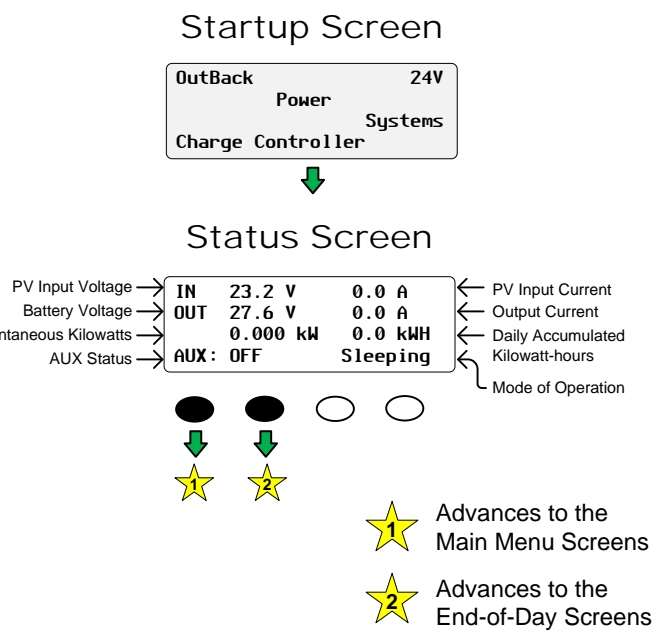 Startup Screen
OutBack 24V
Power
Systems
Charge Controller
Status Screen
PV Input Voltage
Battery Voltage
ntaneous Kilowatts
AUX Status
IN 23.2 V 0.0 A
OUT 27.6 V 0.0 A
0.000 kW 0.0 kWH
AUX: OFF Sleeping
PV Input Current
Output Current
Daily Accumulated
Kilowatt-hours
Mode of Operation
1
2
1 Advances to the
Main Menu Screens
2 Advances to the
End-of-Day Screens